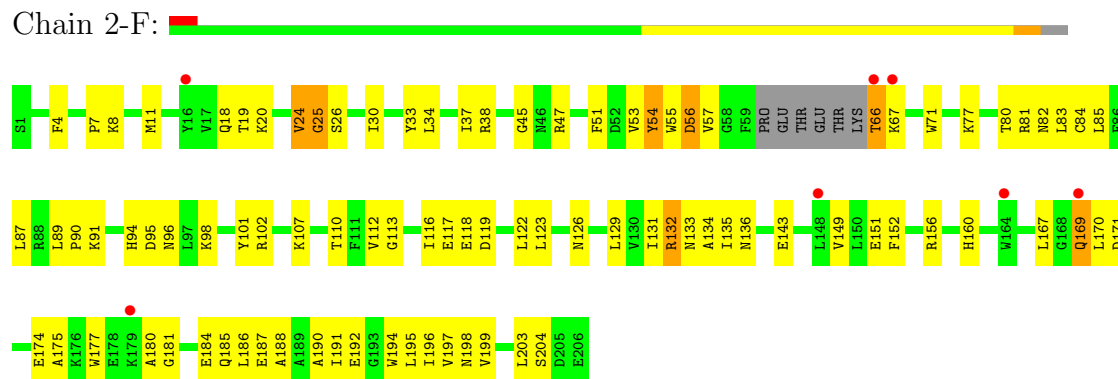 Chain 2-F:
S1 F4 P7 K8 M11 Y16 V17 Q18 T19 K20 V24 G25 S26 I30 Y33 L34 I37 R38 G45 N46 R47 F51 D52 V53 Y54 W55 D56 V57 G58 F59 PRO GLU THR GLU THR LYS T66 K67 W71 K77 T80 R81 N82 L83 C84 L85 E86
L87 R88 L89 P90 K91 H94 D95 N96 L97 K98 Y101 R102 K107 T110 F111 V112 G113 I116 E117 E118 D119 L122 L123 N126 L129 V130 I131 R132 N133 A134 I135 N136 E143 L148 V149 L150 E151 F152 R156 H160 W164 L167 G168 Q169 L170 D171
E174 A175 K176 W177 E178 K179 A180 G181 E184 Q185 L186 E187 A188 A189 A190 I191 E192 G193 W194 L195 I196 V197 N198 V199 L203 S204 D205 E206